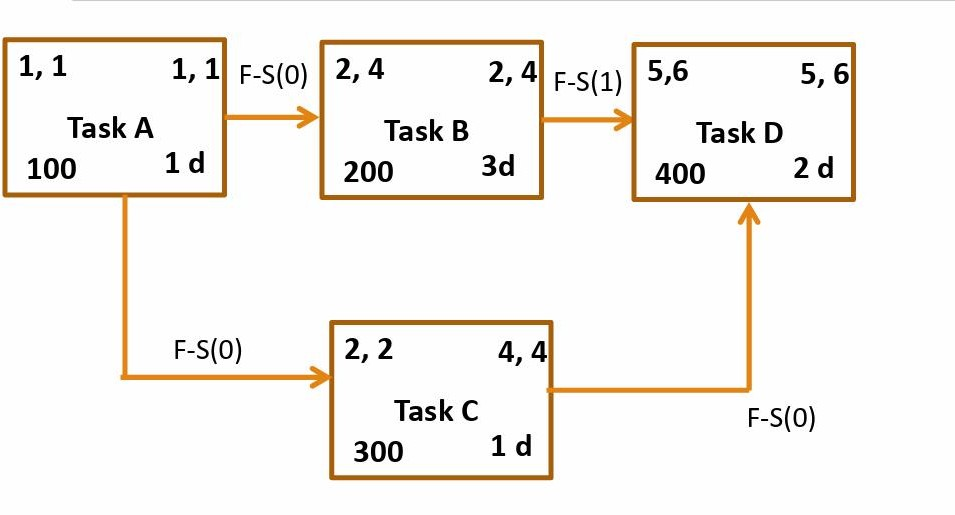 1, 1 1, 1
Task A
100 1 d
F-S(0)
2, 4 2, 4
Task B
200 3d
F-S(1)
5,6 5, 6
Task D
400 2 d
F-S(0)
2, 2 4, 4
Task C
300 1 d
F-S(0)